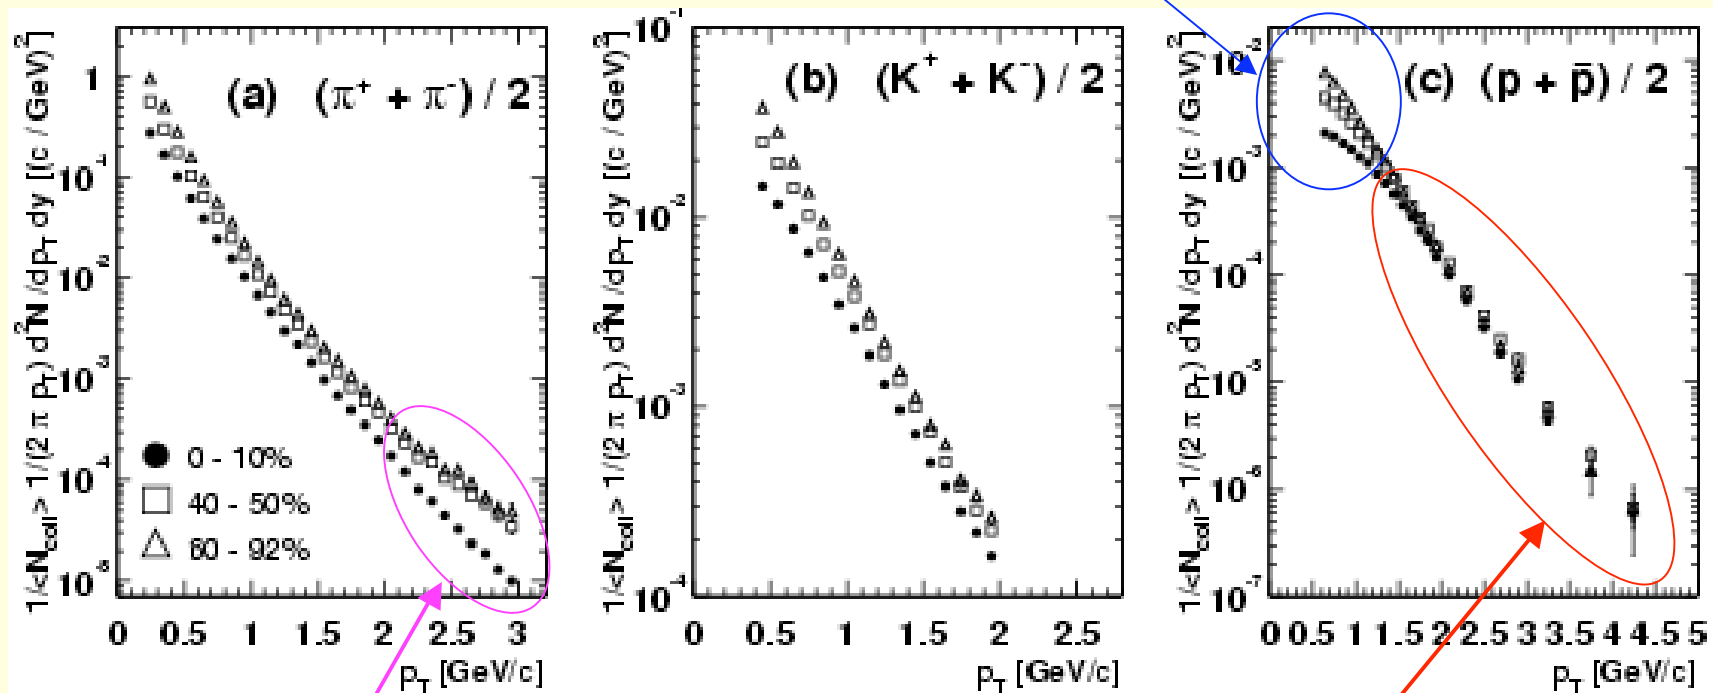 1/<N_coll> 1/(2 π p_T) d²N /dp_T dy [(c / GeV)²]
1
10⁻¹
10⁻²
10⁻³
10⁻⁴
10⁻⁵
(a) (π⁺ + π⁻) / 2
0 - 10%
40 - 50%
60 - 92%
0 0.5 1 1.5 2 2.5 3
p_T [GeV/c]
1/<N_coll> 1/(2 π p_T) d²N /dp_T dy [(c / GeV)²]
10⁻¹
10⁻²
10⁻³
10⁻⁴
(b) (K⁺ + K⁻) / 2
0 0.5 1 1.5 2 2.5
p_T [GeV/c]
1/<N_coll> 1/(2 π p_T) d²N /dp_T dy [(c / GeV)²]
10⁻²
10⁻³
10⁻⁴
10⁻⁵
10⁻⁶
10⁻⁷
(c) (p + p̄) / 2
0 0.5 1 1.5 2 2.5 3 3.5 4 4.5 5
p_T [GeV/c]